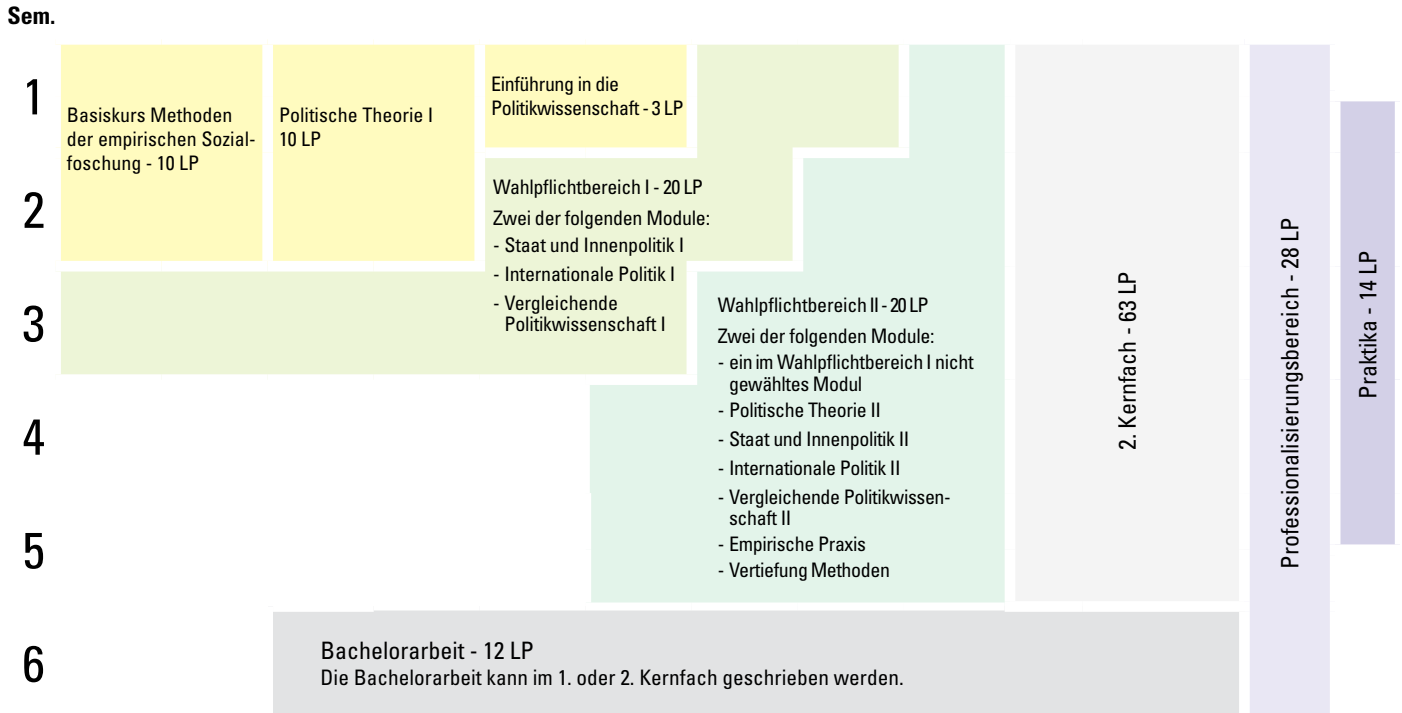 Sem.
1
Basiskurs Methoden
der empirischen Sozial-
foschung - 10 LP
Politische Theorie I
10 LP
Einführung in die
Politikwissenschaft - 3 LP
2
Wahlpflichtbereich I - 20 LP
Zwei der folgenden Module:
- Staat und Innenpolitik I
- Internationale Politik I
- Vergleichende
Politikwissenschaft I
3
Wahlpflichtbereich II - 20 LP
Zwei der folgenden Module:
- ein im Wahlpflichtbereich I nicht
gewähltes Modul
- Politische Theorie II
- Staat und Innenpolitik II
- Internationale Politik II
- Vergleichende Politikwissen-
schaft II
- Empirische Praxis
- Vertiefung Methoden
4
5
2. Kernfach - 63 LP
Professionalisierungsbereich - 28 LP
Praktika - 14 LP
6
Bachelorarbeit - 12 LP
Die Bachelorarbeit kann im 1. oder 2. Kernfach geschrieben werden.